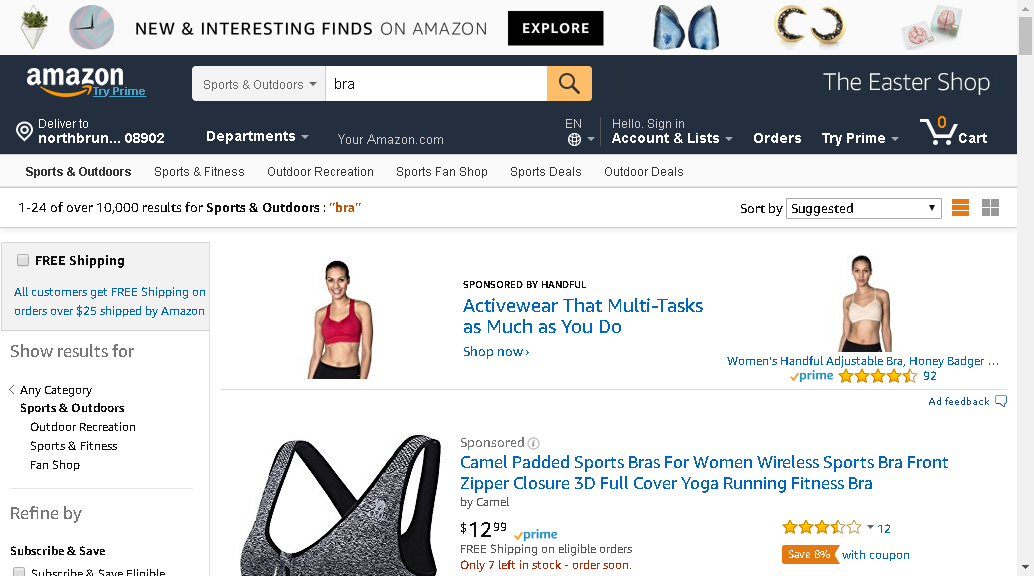 NEW & INTERESTING FINDS ON AMAZON
EXPLORE
amazon
Try Prime
Sports & Outdoors
bra
The Easter Shop
Deliver to
northbrun... 08902
Departments
Your Amazon.com
EN
Hello. Sign in
Account & Lists
Orders
Try Prime
0
Cart
Sports & Outdoors
Sports & Fitness
Outdoor Recreation
Sports Fan Shop
Sports Deals
Outdoor Deals
1-24 of over 10,000 results for Sports & Outdoors : "bra"
Sort by
Suggested
FREE Shipping
All customers get FREE Shipping on
orders over $25 shipped by Amazon
Show results for
Any Category
Sports & Outdoors
Outdoor Recreation
Sports & Fitness
Fan Shop
Refine by
Subscribe & Save
Subscribe & Save Eligible
SPONSORED BY HANDFUL
Activewear That Multi-Tasks
as Much as You Do
Shop now ›
Women's Handful Adjustable Bra, Honey Badger ...
prime
92
Ad feedback
Sponsored
Camel Padded Sports Bras For Women Wireless Sports Bra Front
Zipper Closure 3D Full Cover Yoga Running Fitness Bra
by Camel
$12.99 prime
FREE Shipping on eligible orders
Only 7 left in stock - order soon.
12
Save 8% with coupon